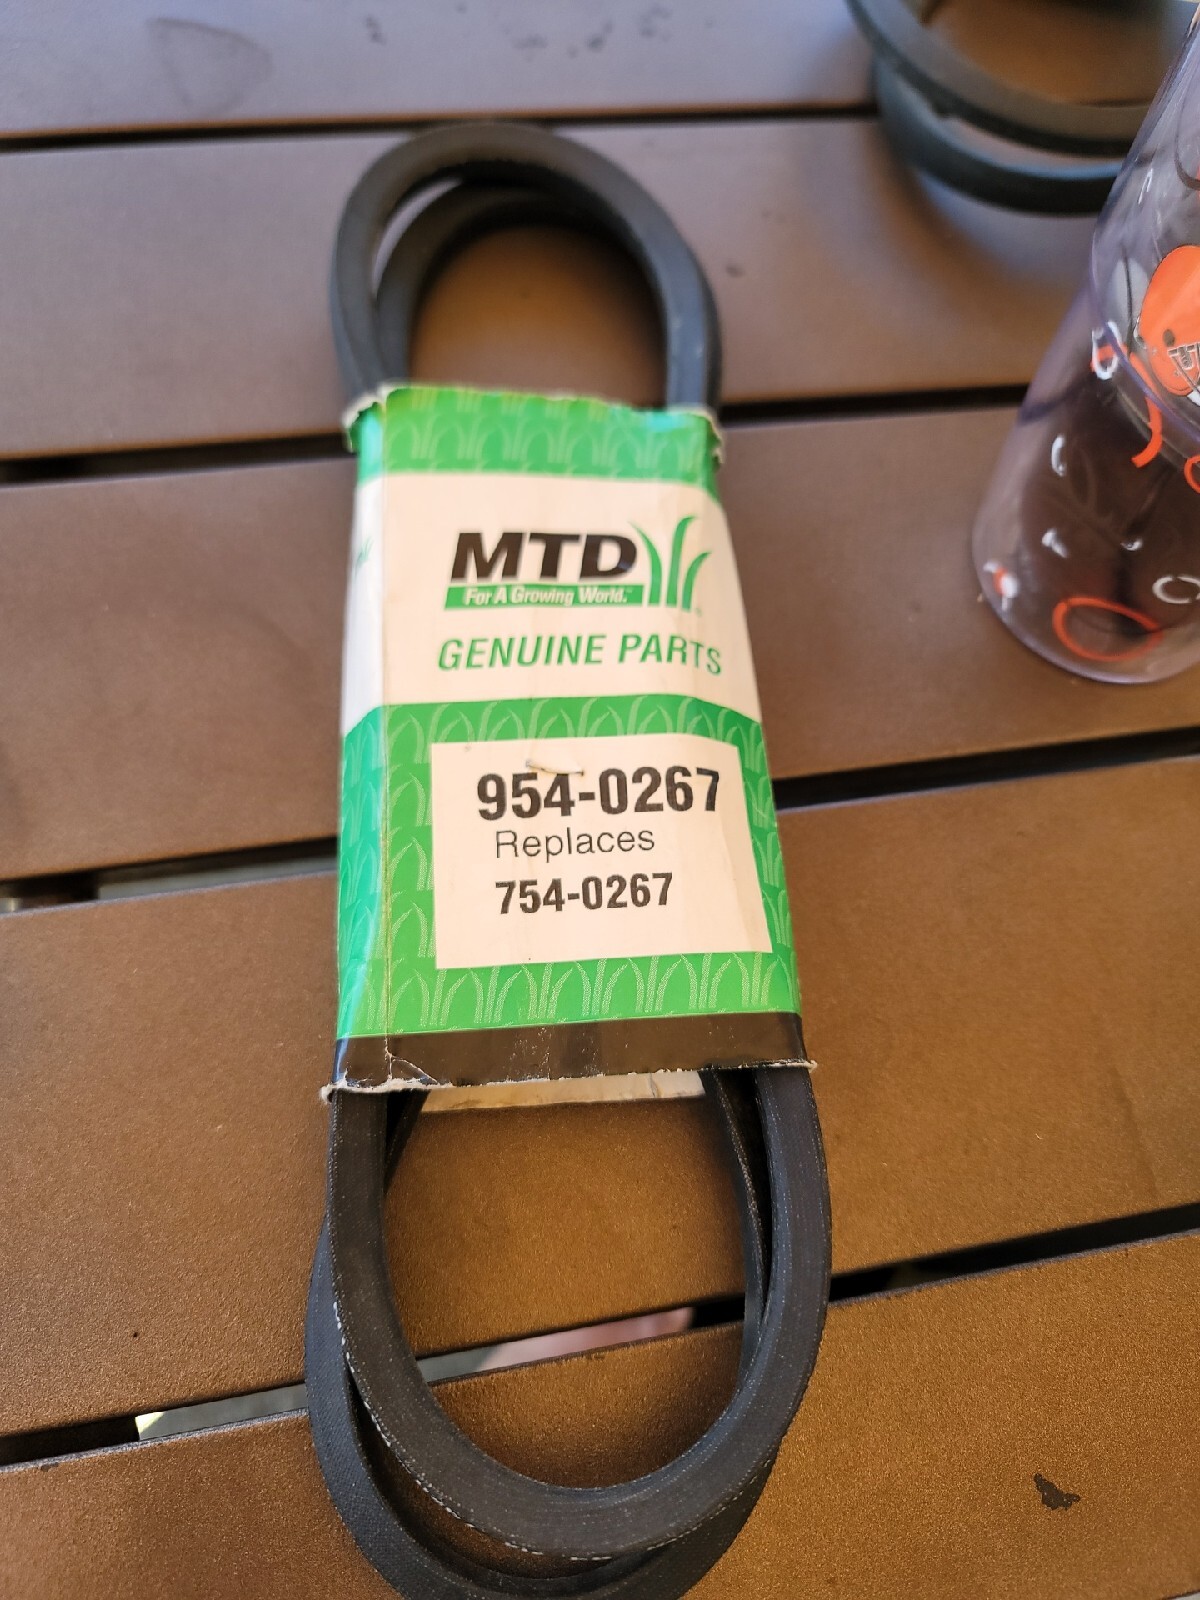 MTD
For A Growing World.
GENUINE PARTS
954-0267
Replaces
754-0267